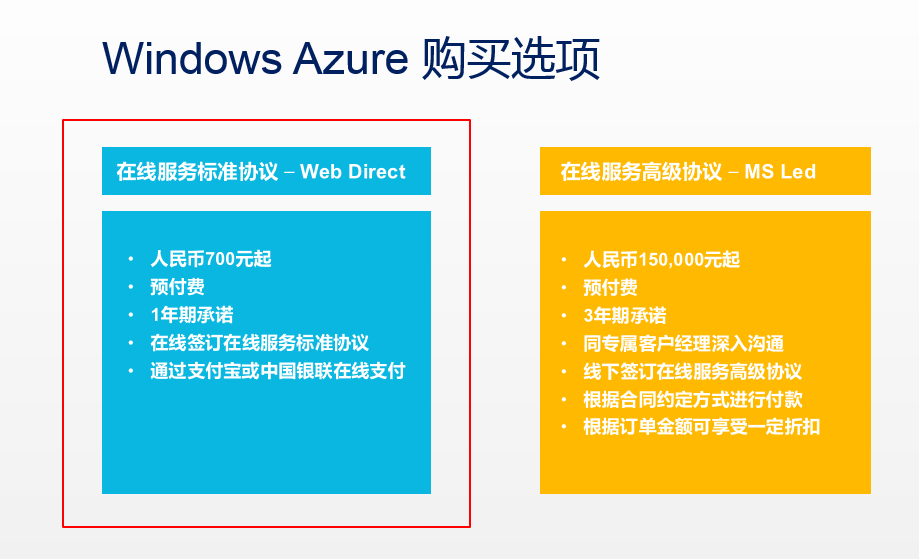 Windows Azure 购买选项
在线服务标准协议 – Web Direct
• 人民币700元起
• 预付费
• 1年期承诺
• 在线签订在线服务标准协议
• 通过支付宝或中国银联在线支付
在线服务高级协议 – MS Led
• 人民币150,000元起
• 预付费
• 3年期承诺
• 同专属客户经理深入沟通
• 线下签订在线服务高级协议
• 根据合同约定方式进行付款
• 根据订单金额可享受一定折扣